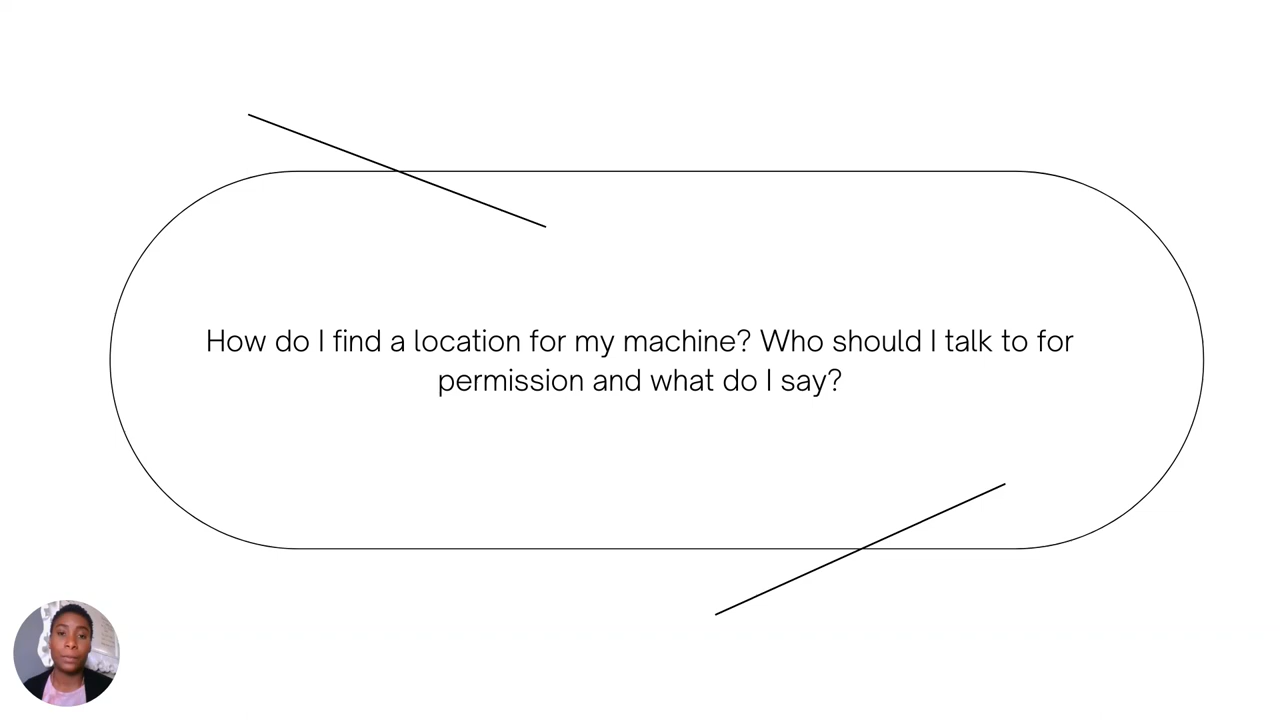 How do I find a location for my machine? Who should I talk to for
permission and what do I say?